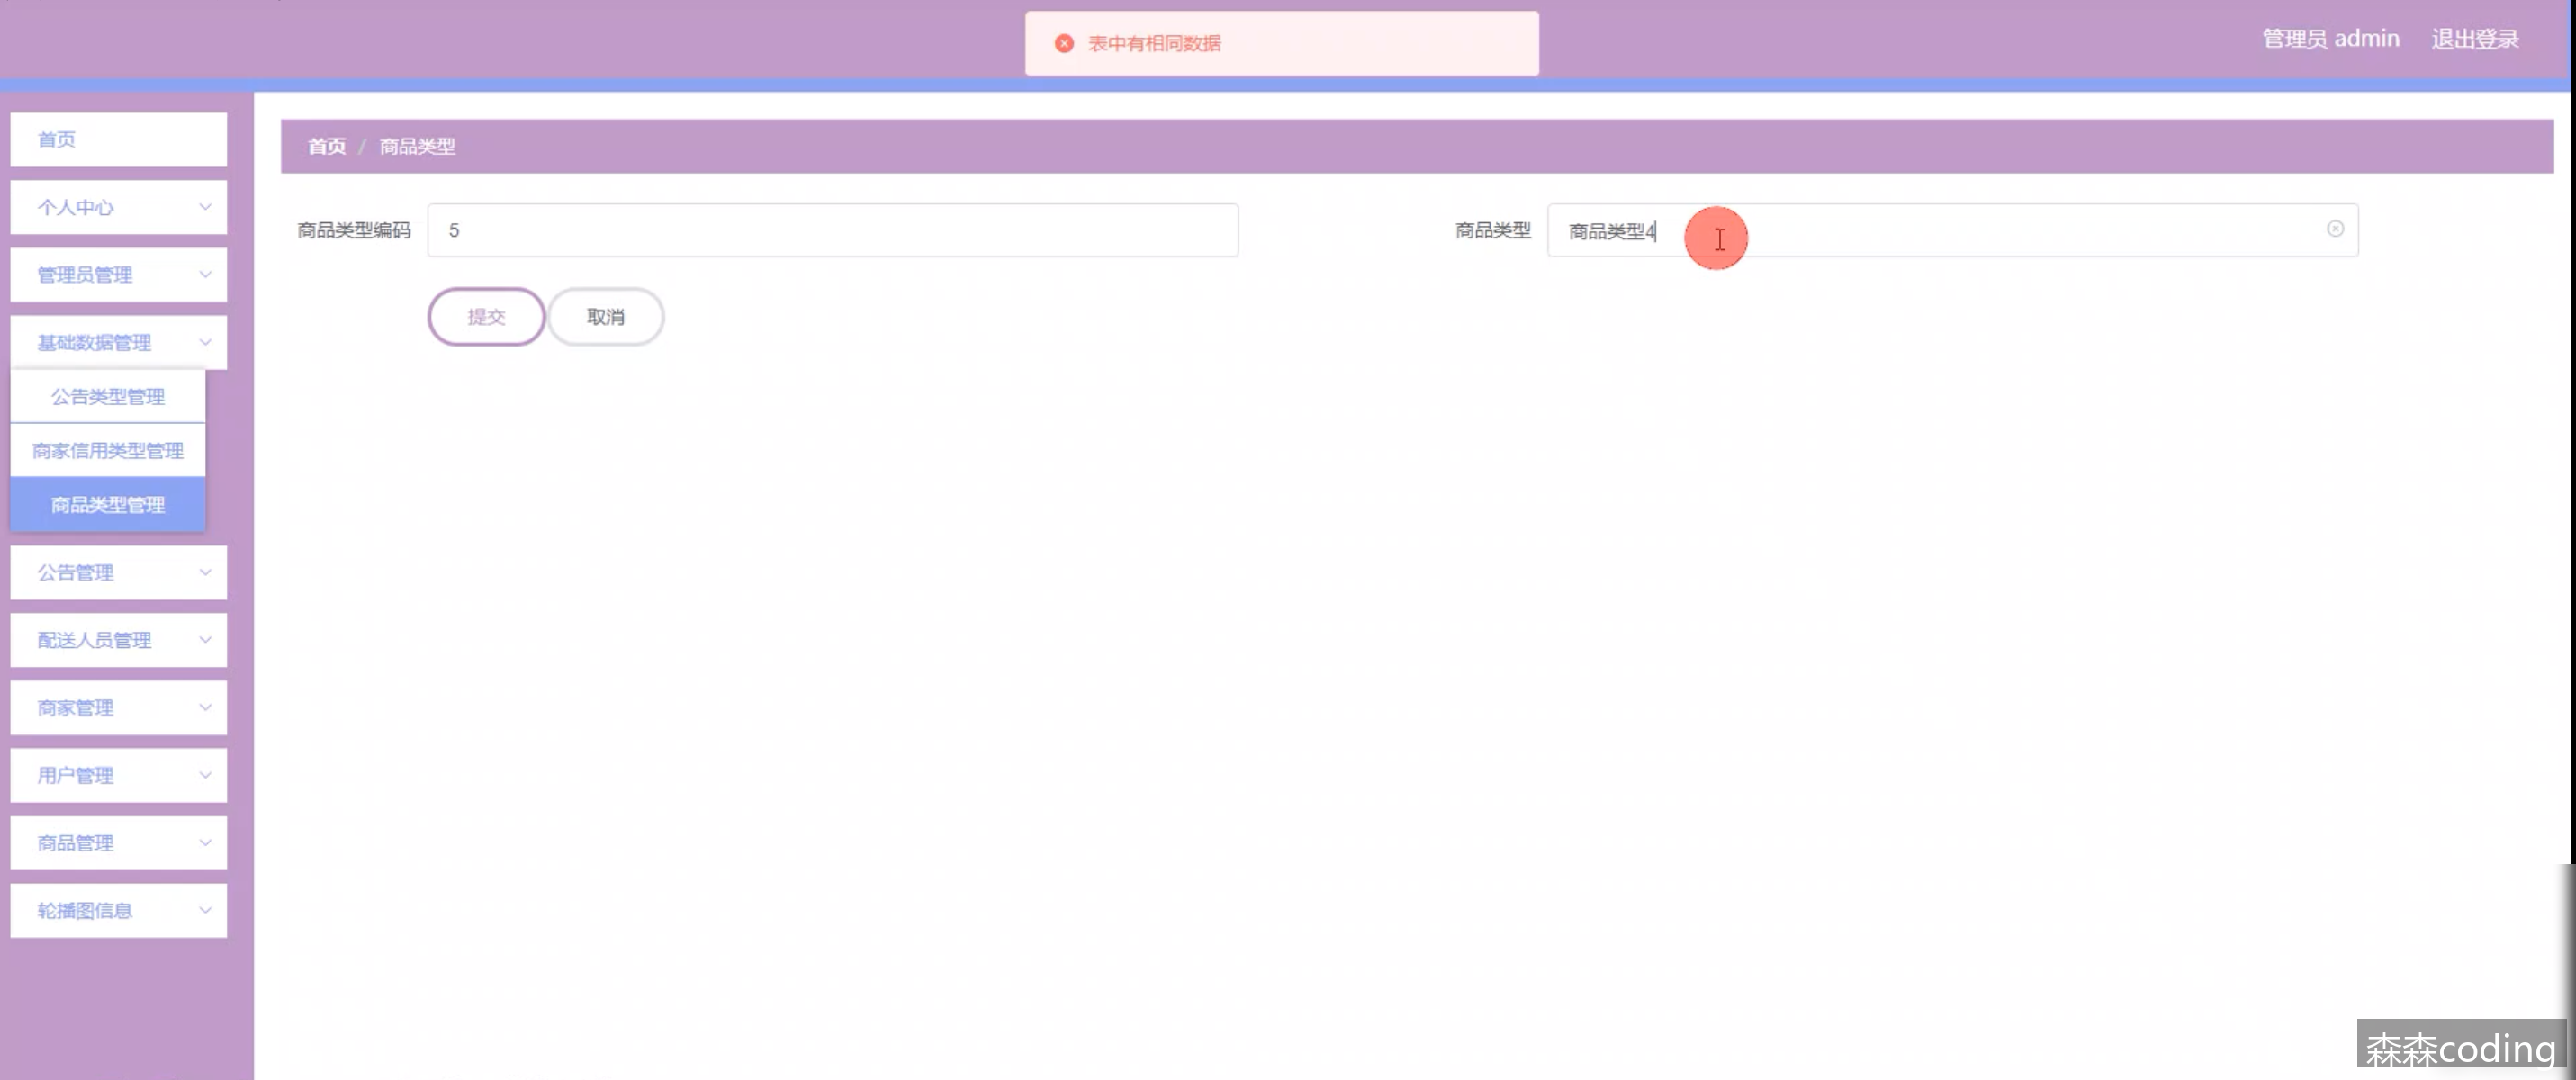 表中有相同数据
管理员 admin
退出登录
首页
个人中心
管理员管理
基础数据管理
公告类型管理
商家信用类型管理
商品类型管理
公告管理
配送人员管理
商家管理
用户管理
商品管理
轮播图信息
首页 / 商品类型
商品类型编码 5
商品类型 商品类型4
提交
取消
森森coding